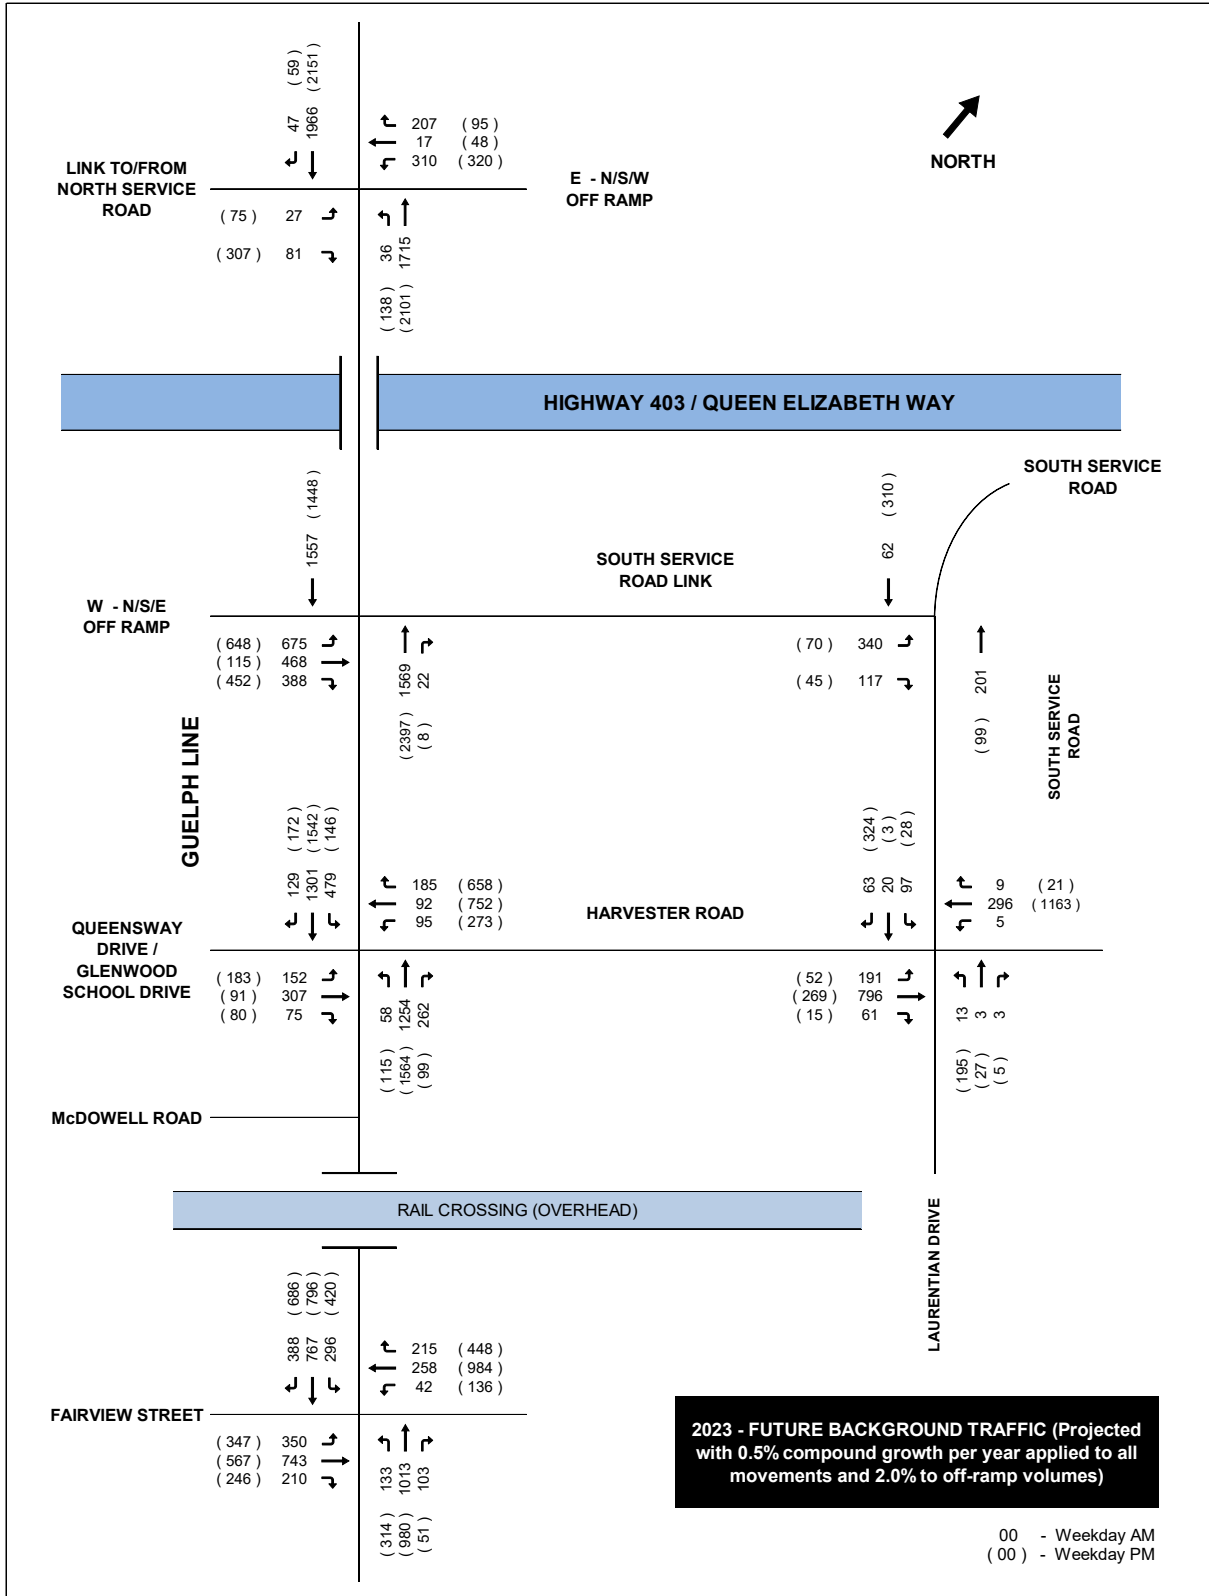 ( 59 )
( 2151 )
47
1966
207 ( 95 )
17 ( 48 )
310 ( 320 )
NORTH
LINK TO/FROM
NORTH SERVICE
ROAD
E - N/S/W
OFF RAMP
( 75 ) 27
( 307 ) 81
36
1715
( 138 )
( 2101 )
HIGHWAY 403 / QUEEN ELIZABETH WAY
SOUTH SERVICE
ROAD
( 1448 )
1557
( 310 )
62
SOUTH SERVICE
ROAD LINK
W - N/S/E
OFF RAMP
( 648 ) 675
( 115 ) 468
( 452 ) 388
1569
22
( 2397 )
( 8 )
( 70 ) 340
( 45 ) 117
201
( 99 )
SOUTH SERVICE
ROAD
GUELPH LINE
( 172 )
( 1542 )
( 146 )
129
1301
479
185 ( 658 )
92 ( 752 )
95 ( 273 )
HARVESTER ROAD
( 324 )
( 3 )
( 28 )
63
20
97
9 ( 21 )
296 ( 1163 )
5
QUEENSWAY
DRIVE /
GLENWOOD
SCHOOL DRIVE
( 183 ) 152
( 91 ) 307
( 80 ) 75
58
1254
262
( 115 )
( 1564 )
( 99 )
( 52 ) 191
( 269 ) 796
( 15 ) 61
13
3
3
( 195 )
( 27 )
( 5 )
McDOWELL ROAD
RAIL CROSSING (OVERHEAD)
LAURENTIAN DRIVE
( 686 )
( 796 )
( 420 )
388
767
296
215 ( 448 )
258 ( 984 )
42 ( 136 )
FAIRVIEW STREET
( 347 ) 350
( 567 ) 743
( 246 ) 210
133
1013
103
( 314 )
( 980 )
( 51 )
2023 - FUTURE BACKGROUND TRAFFIC (Projected
with 0.5% compound growth per year applied to all
movements and 2.0% to off-ramp volumes)
00 - Weekday AM
( 00 ) - Weekday PM